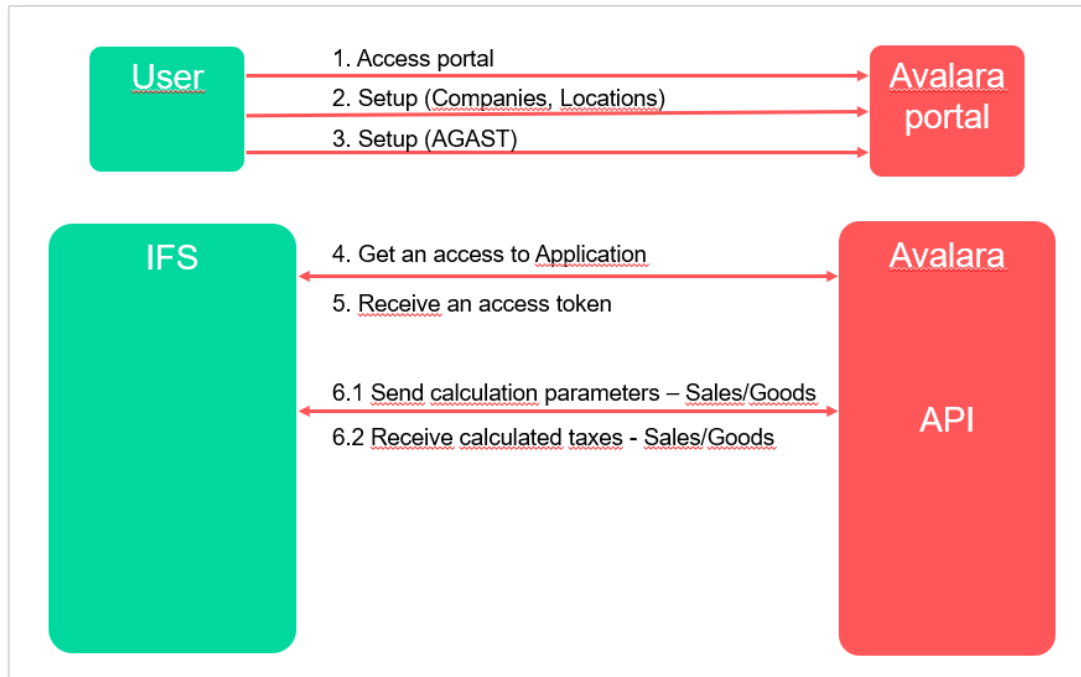 User
1. Access portal
2. Setup (Companies, Locations)
3. Setup (AGAST)
Avalara
portal
IFS
4. Get an access to Application
5. Receive an access token
6.1 Send calculation parameters – Sales/Goods
6.2 Receive calculated taxes - Sales/Goods
Avalara
API